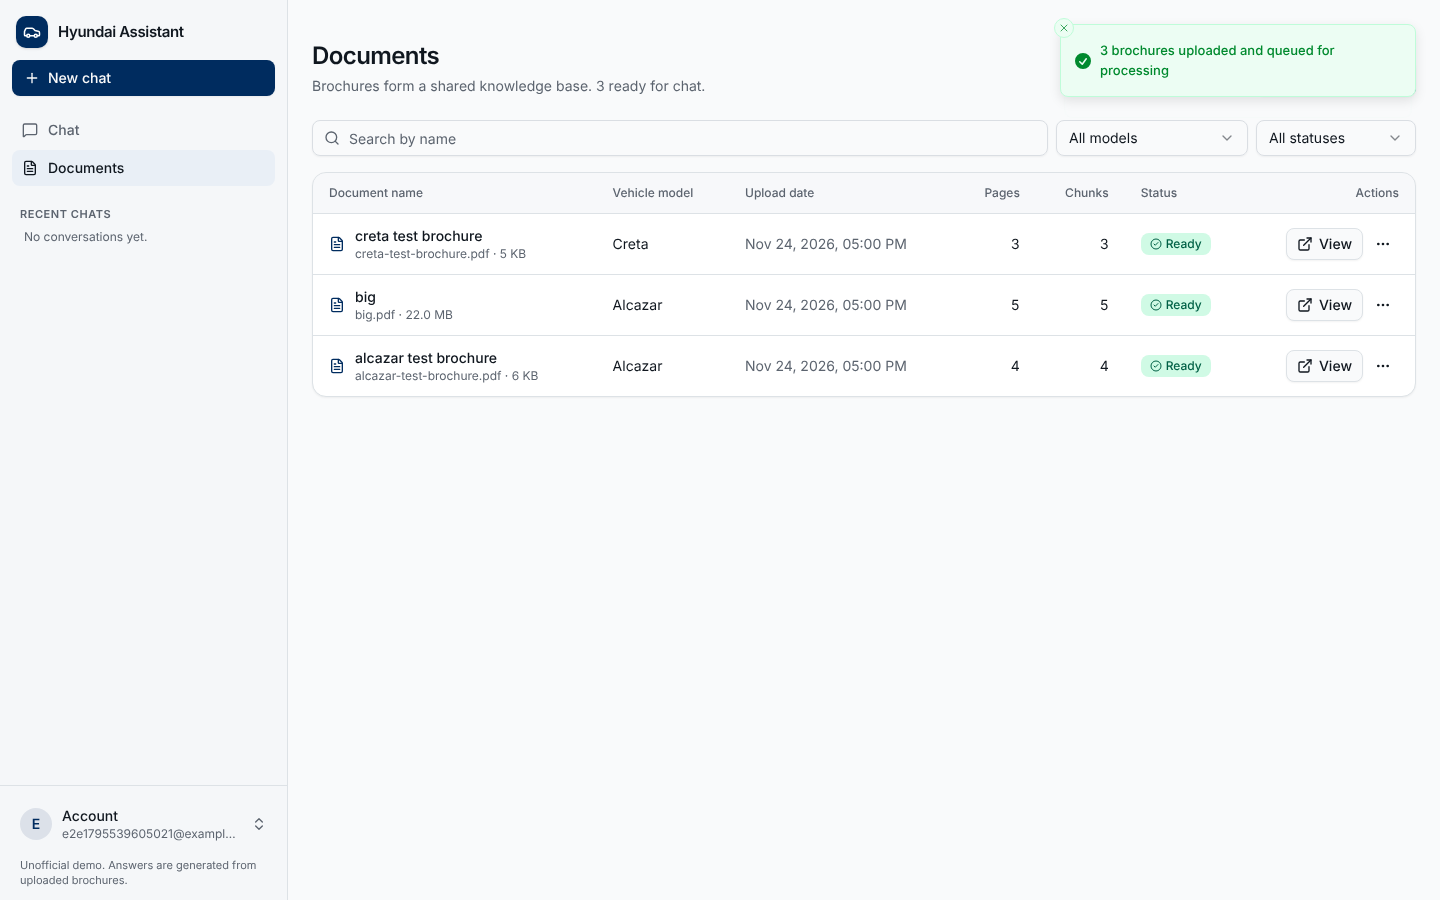 Hyundai Assistant
New chat
Chat
Documents
RECENT CHATS
No conversations yet.
Documents
Brochures form a shared knowledge base. 3 ready for chat.
3 brochures uploaded and queued for
processing
Search by name
All models
All statuses
Document name Vehicle model Upload date Pages Chunks Status Actions
creta test brochure
creta-test-brochure.pdf · 5 KB
Creta Nov 24, 2026, 05:00 PM 3 3 Ready View
big
big.pdf · 22.0 MB
Alcazar Nov 24, 2026, 05:00 PM 5 5 Ready View
alcazar test brochure
alcazar-test-brochure.pdf · 6 KB
Alcazar Nov 24, 2026, 05:00 PM 4 4 Ready View
E
Account
e2e1795539605021@exampl...
Unofficial demo. Answers are generated from
uploaded brochures.